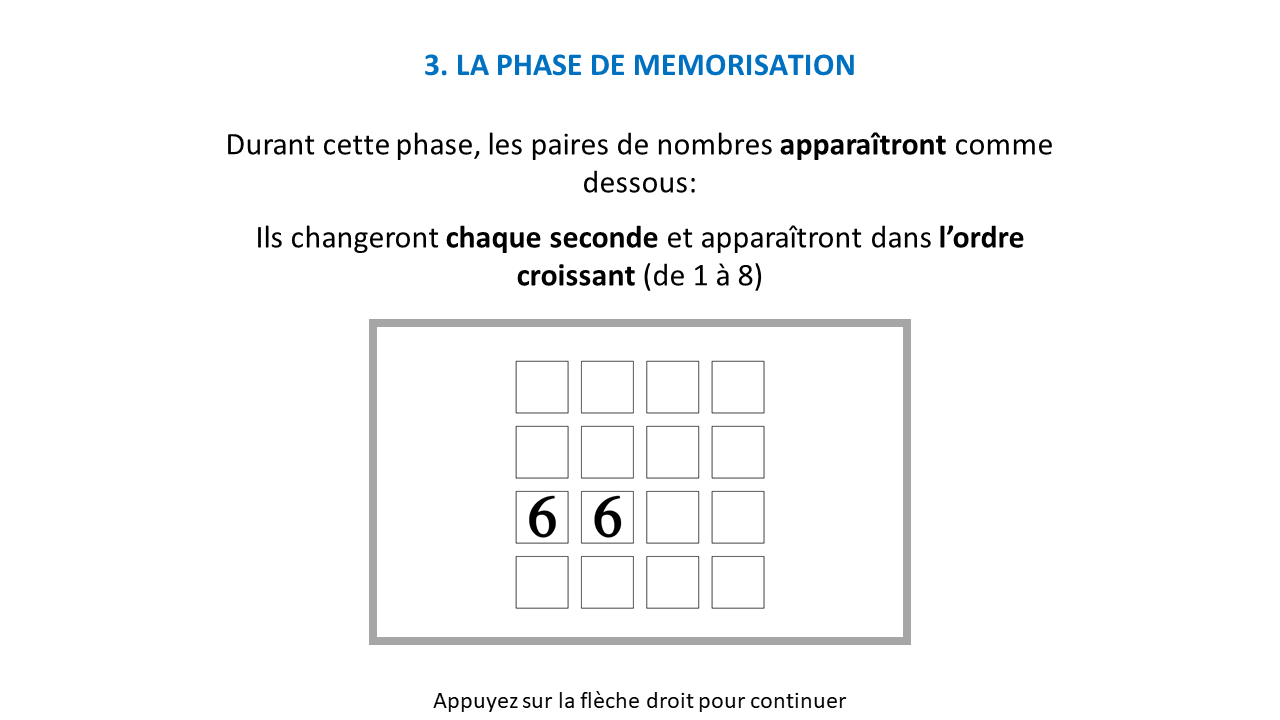 3. LA PHASE DE MEMORISATION
Durant cette phase, les paires de nombres apparaîtront comme
dessous:
Ils changeront chaque seconde et apparaîtront dans l’ordre
croissant (de 1 à 8)
6 6
Appuyez sur la flèche droit pour continuer